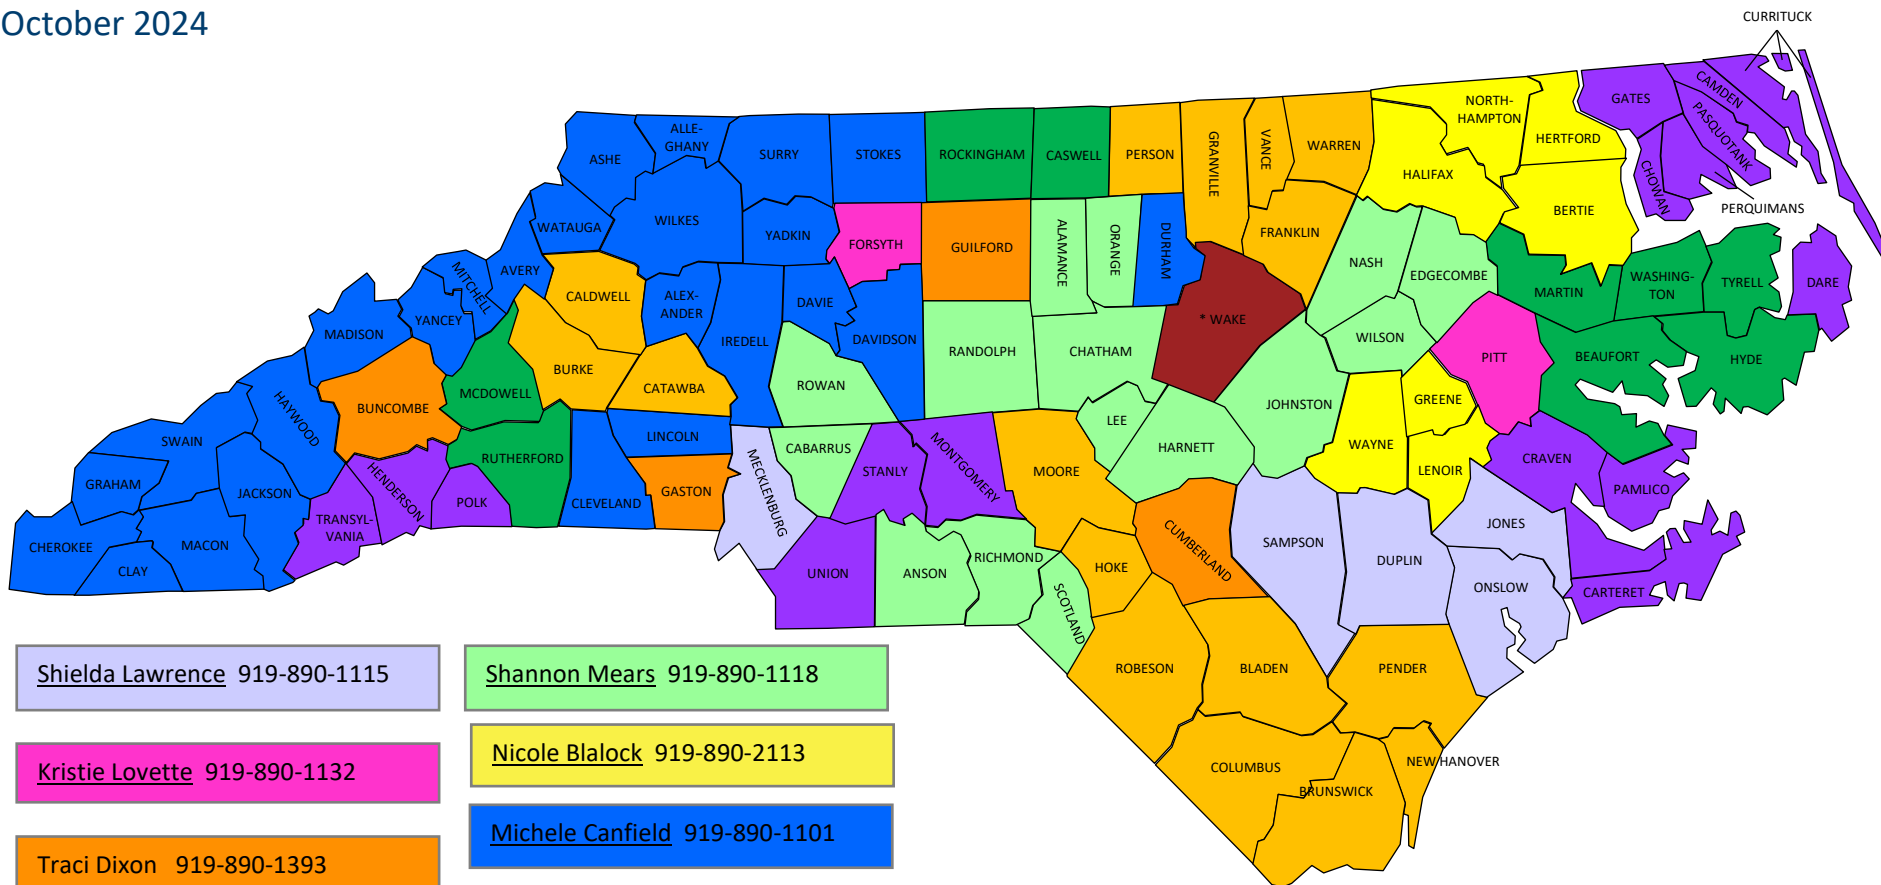 October 2024
CURRITUCK
ALLE-
GHANY
ASHE
SURRY
STOKES
ROCKINGHAM
CASWELL
PERSON
GRANVILLE
VANCE
WARREN
NORTH-
HAMPTON
HERTFORD
GATES
CAMDEN
PASQUOTANK
CHOWAN
PERQUIMANS
HALIFAX
BERTIE
WATAUGA
WILKES
YADKIN
FORSYTH
GUILFORD
ALAMANCE
ORANGE
DURHAM
FRANKLIN
NASH
EDGECOMBE
MARTIN
WASHING-
TON
TYRELL
DARE
MITCHELL
AVERY
CALDWELL
ALEX-
ANDER
DAVIE
MADISON
YANCEY
IREDELL
DAVIDSON
RANDOLPH
CHATHAM
* WAKE
WILSON
PITT
BEAUFORT
HYDE
HAYWOOD
BUNCOMBE
MCDOWELL
BURKE
CATAWBA
ROWAN
LEE
HARNETT
JOHNSTON
GREENE
WAYNE
LENOIR
CRAVEN
PAMLICO
SWAIN
GRAHAM
JACKSON
HENDERSON
POLK
RUTHERFORD
LINCOLN
CLEVELAND
GASTON
MECKLENBURG
CABARRUS
STANLY
MONTGOMERY
MOORE
CUMBERLAND
SAMPSON
DUPLIN
JONES
ONSLOW
CARTERET
TRANSYL-
VANIA
CHEROKEE
CLAY
MACON
UNION
ANSON
RICHMOND
SCOTLAND
HOKE
ROBESON
BLADEN
PENDER
COLUMBUS
BRUNSWICK
NEW HANOVER
Shielda Lawrence 919-890-1115
Shannon Mears 919-890-1118
Kristie Lovette 919-890-1132
Nicole Blalock 919-890-2113
Traci Dixon 919-890-1393
Michele Canfield 919-890-1101